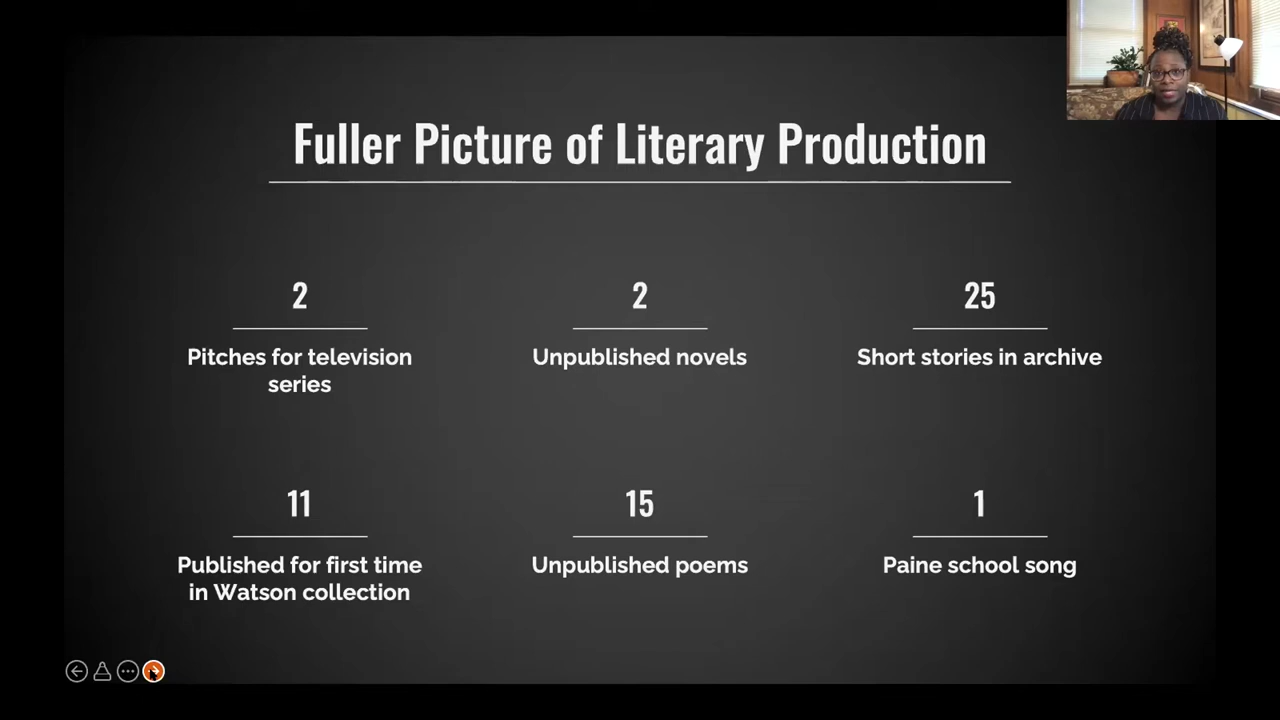 Fuller Picture of Literary Production
2
Pitches for television
series
2
Unpublished novels
25
Short stories in archive
11
Published for first time
in Watson collection
15
Unpublished poems
1
Paine school song